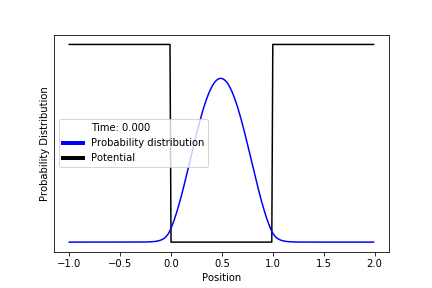 Time: 0.000
Probability distribution
Potential
Probability Distribution
−1.0 −0.5 0.0 0.5 1.0 1.5 2.0
Position